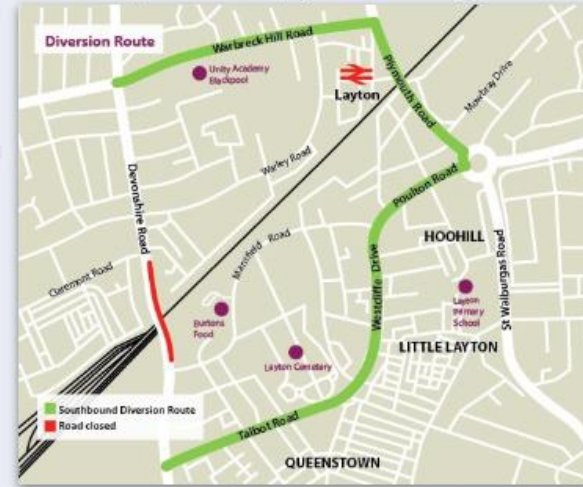 Diversion Route
Warbreck Hill Road
Unity Academy
Blackpool
Layton
Plymouth Road
Mowbray Drive
Warley Road
Devonshire Road
Poulton Road
HOOHILL
Mansfield Road
Claremont Road
Westcliffe Drive
St Walburgas Road
Layton
Primary
School
Burtons
Food
LITTLE LAYTON
Layton Cemetery
Southbound Diversion Route
Road closed
Talbot Road
QUEENSTOWN